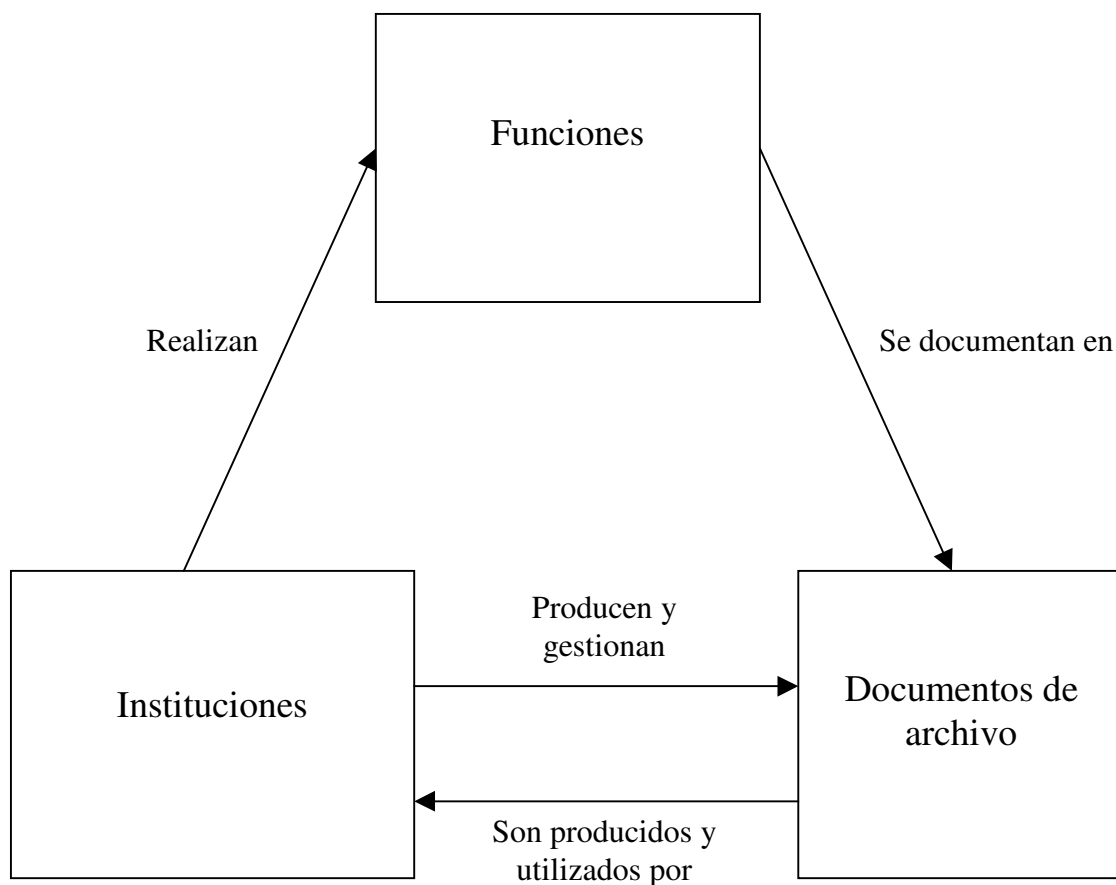 Funciones
Realizan
Se documentan en
Producen y
gestionan
Instituciones
Documentos de
archivo
Son producidos y
utilizados por